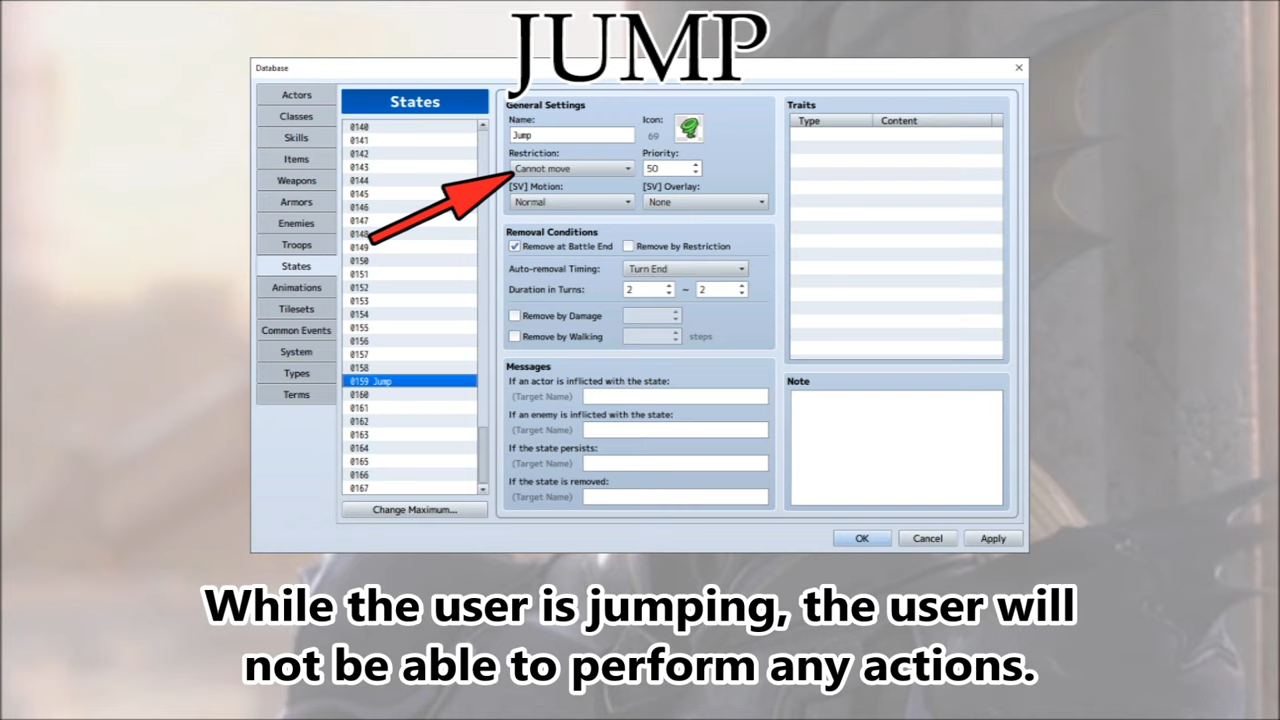 JUMP
Database
Actors
Classes
Skills
Items
Weapons
Armors
Enemies
Troops
States
Animations
Tilesets
Common Events
System
Types
Terms
States
0140
0141
0142
0143
0144
0145
0146
0147
0148
0149
0150
0151
0152
0153
0154
0155
0156
0157
0158
0159 Jump
0160
0161
0162
0163
0164
0165
0166
0167
Change Maximum...
General Settings
Name: Icon:
Jump 69
Restriction: Priority:
Cannot move 50
[SV] Motion: [SV] Overlay:
Normal None
Removal Conditions
Remove at Battle End Remove by Restriction
Auto-removal Timing: Turn End
Duration in Turns: 2 ~ 2
Remove by Damage
Remove by Walking steps
Messages
If an actor is inflicted with the state:
(Target Name)
If an enemy is inflicted with the state:
(Target Name)
If the state persists:
(Target Name)
If the state is removed:
(Target Name)
Traits
Type Content
Note
OK Cancel Apply
While the user is jumping, the user will
not be able to perform any actions.